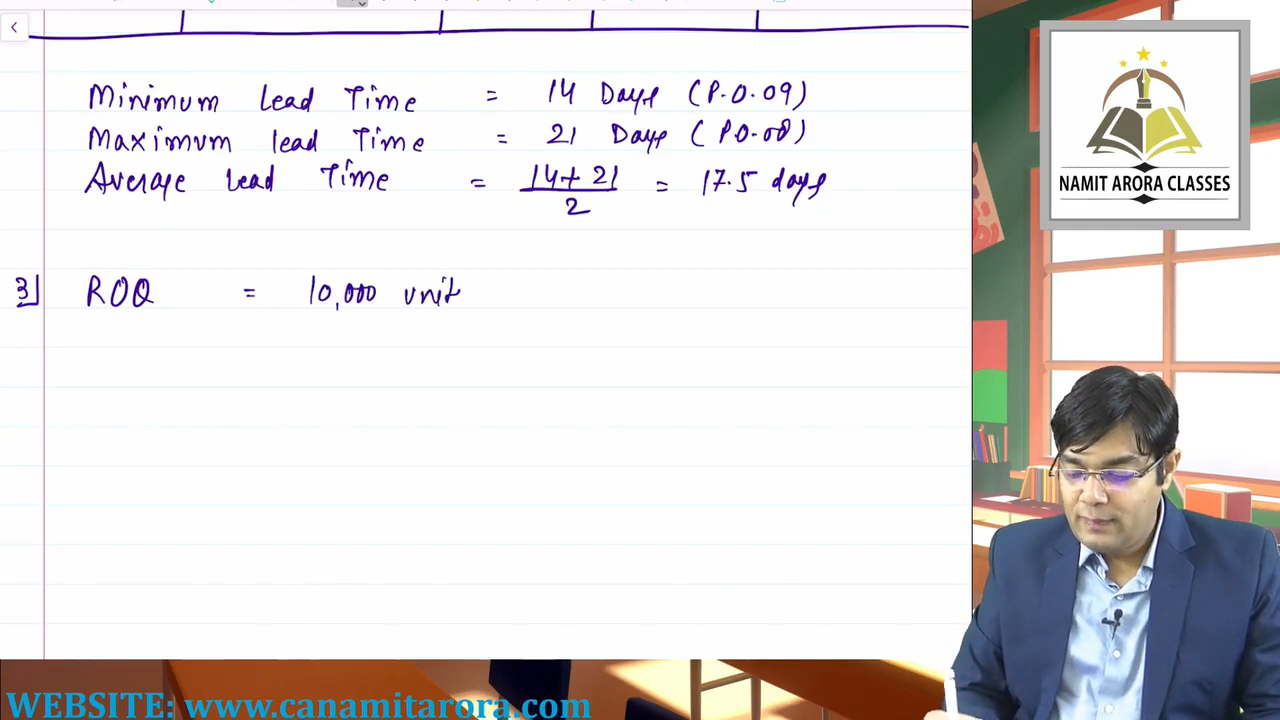 Minimum Lead Time = 14 Days (P.O.09)
Maximum lead Time = 21 Days (PO.08)
Average lead Time = 14+21 / 2 = 17.5 days
3] ROQ = 10,000 unit
NAMIT ARORA CLASSES
WEBSITE: www.canamitarora.com